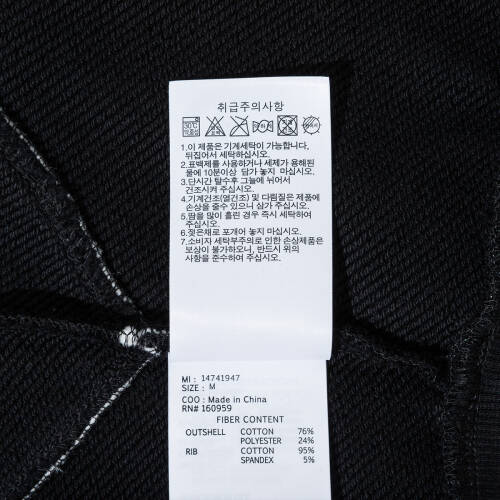 취급주의사항
30℃
1.이 제품은 기계세탁이 가능합니다.
뒤집어서 세탁하십시오.
2.표백제를 사용하거나 세제가 용해된
물에 10분이상 담가 놓지 마십시오.
3.단시간 탈수후 그늘에 뉘어서
건조시켜 주십시오.
4.기계건조(열건조) 및 다림질은 제품에
손상을 줄수 있으니 삼가 주십시오.
5.땀을 많이 흘린 경우 즉시 세탁하여
주십시오.
6.젖은채로 포개어 놓지 마십시오.
7.소비자 세탁부주의로 인한 손상제품은
보상이 불가하오니, 반드시 위의
사항을 준수하여 주십시오.
MI : 14741947
SIZE : M
COO : Made in China
RN# 160959
FIBER CONTENT
OUTSHELL COTTON 76%
POLYESTER 24%
RIB COTTON 95%
SPANDEX 5%